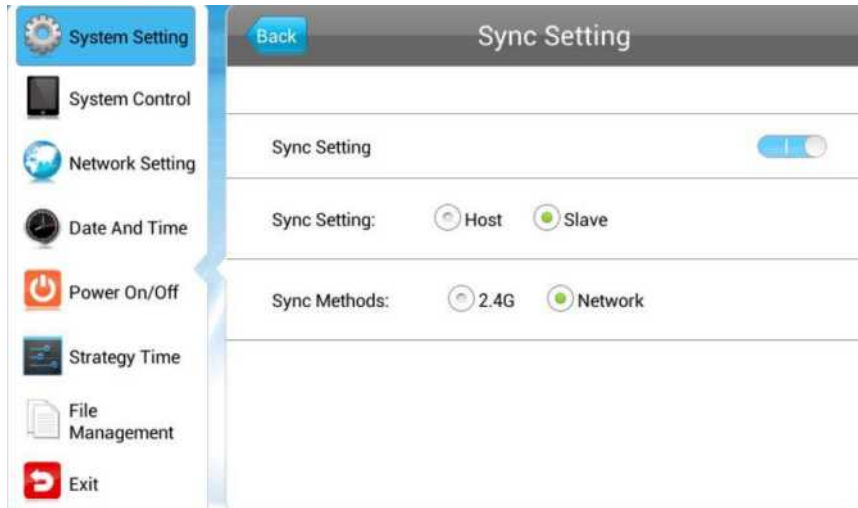 System Setting
System Control
Network Setting
Date And Time
Power On/Off
Strategy Time
File
Management
Exit
Back
Sync Setting
Sync Setting
Sync Setting: Host Slave
Sync Methods: 2.4G Network